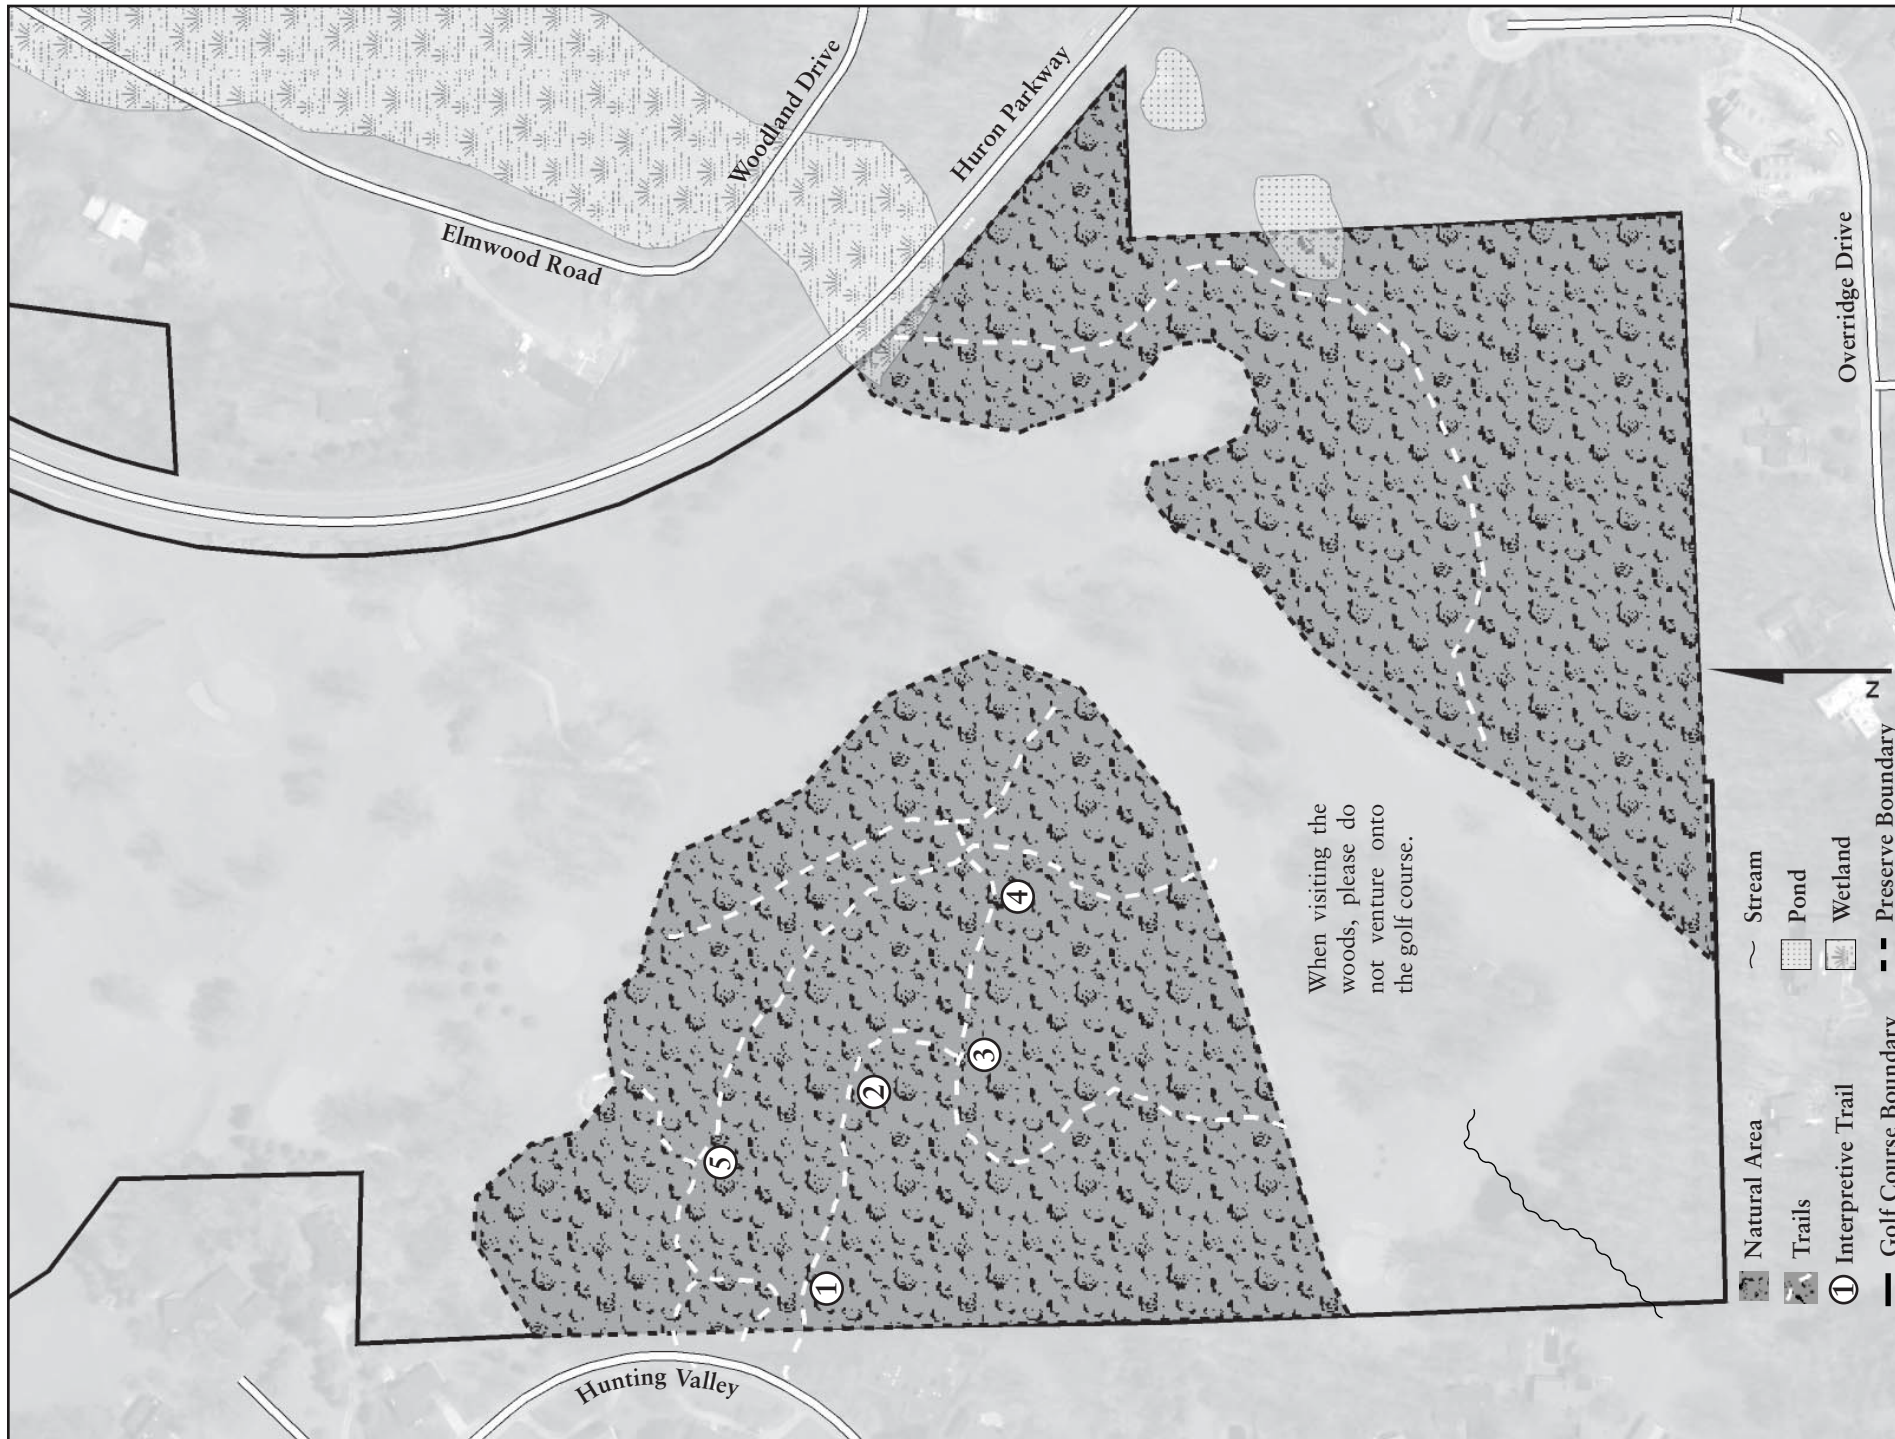 Elmwood Road
Woodland Drive
Huron Parkway
Overridge Drive
Hunting Valley
1
2
3
4
5
When visiting the
woods, please do
not venture onto
the golf course.
N
Natural Area
Trails
1 Interpretive Trail
Golf Course Boundary
Stream
Pond
Wetland
Preserve Boundary